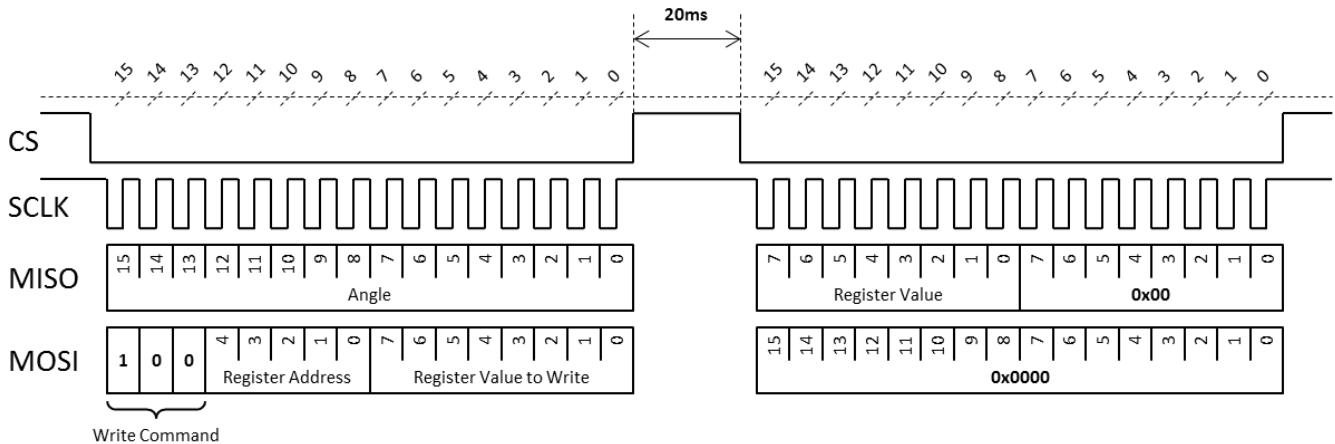 20ms
15 14 13 12 11 10 9 8 7 6 5 4 3 2 1 0 15 14 13 12 11 10 9 8 7 6 5 4 3 2 1 0
CS
SCLK
MISO 15 14 13 12 11 10 9 8 7 6 5 4 3 2 1 0 7 6 5 4 3 2 1 0 7 6 5 4 3 2 1 0
Angle Register Value 0x00
MOSI 1 0 0 4 3 2 1 0 7 6 5 4 3 2 1 0 15 14 13 12 11 10 9 8 7 6 5 4 3 2 1 0
Register Address Register Value to Write 0x0000
Write Command